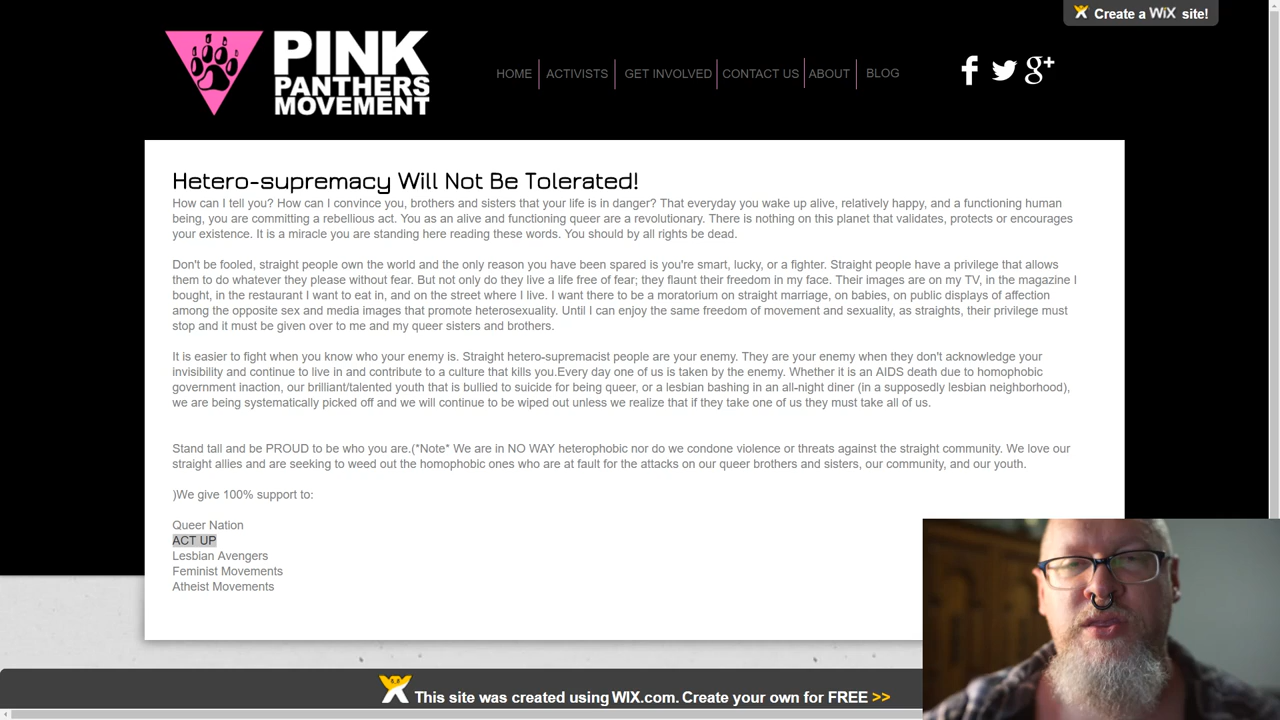 Create a WiX site!
PINK
PANTHERS
MOVEMENT
HOME
ACTIVISTS
GET INVOLVED
CONTACT US
ABOUT
BLOG
Hetero-supremacy Will Not Be Tolerated!
How can I tell you? How can I convince you, brothers and sisters that your life is in danger? That everyday you wake up alive, relatively happy, and a functioning human
being, you are committing a rebellious act. You as an alive and functioning queer are a revolutionary. There is nothing on this planet that validates, protects or encourages
your existence. It is a miracle you are standing here reading these words. You should by all rights be dead.
Don't be fooled, straight people own the world and the only reason you have been spared is you're smart, lucky, or a fighter. Straight people have a privilege that allows
them to do whatever they please without fear. But not only do they live a life free of fear; they flaunt their freedom in my face. Their images are on my TV, in the magazine I
bought, in the restaurant I want to eat in, and on the street where I live. I want there to be a moratorium on straight marriage, on babies, on public displays of affection
among the opposite sex and media images that promote heterosexuality. Until I can enjoy the same freedom of movement and sexuality, as straights, their privilege must
stop and it must be given over to me and my queer sisters and brothers.
It is easier to fight when you know who your enemy is. Straight hetero-supremacist people are your enemy. They are your enemy when they don't acknowledge your
invisibility and continue to live in and contribute to a culture that kills you.Every day one of us is taken by the enemy. Whether it is an AIDS death due to homophobic
government inaction, our brilliant/talented youth that is bullied to suicide for being queer, or a lesbian bashing in an all-night diner (in a supposedly lesbian neighborhood),
we are being systematically picked off and we will continue to be wiped out unless we realize that if they take one of us they must take all of us.
Stand tall and be PROUD to be who you are.(*Note* We are in NO WAY heterophobic nor do we condone violence or threats against the straight community. We love our
straight allies and are seeking to weed out the homophobic ones who are at fault for the attacks on our queer brothers and sisters, our community, and our youth.
)We give 100% support to:
Queer Nation
ACT UP
Lesbian Avengers
Feminist Movements
Atheist Movements
This site was created using WIX.com. Create your own for FREE >>